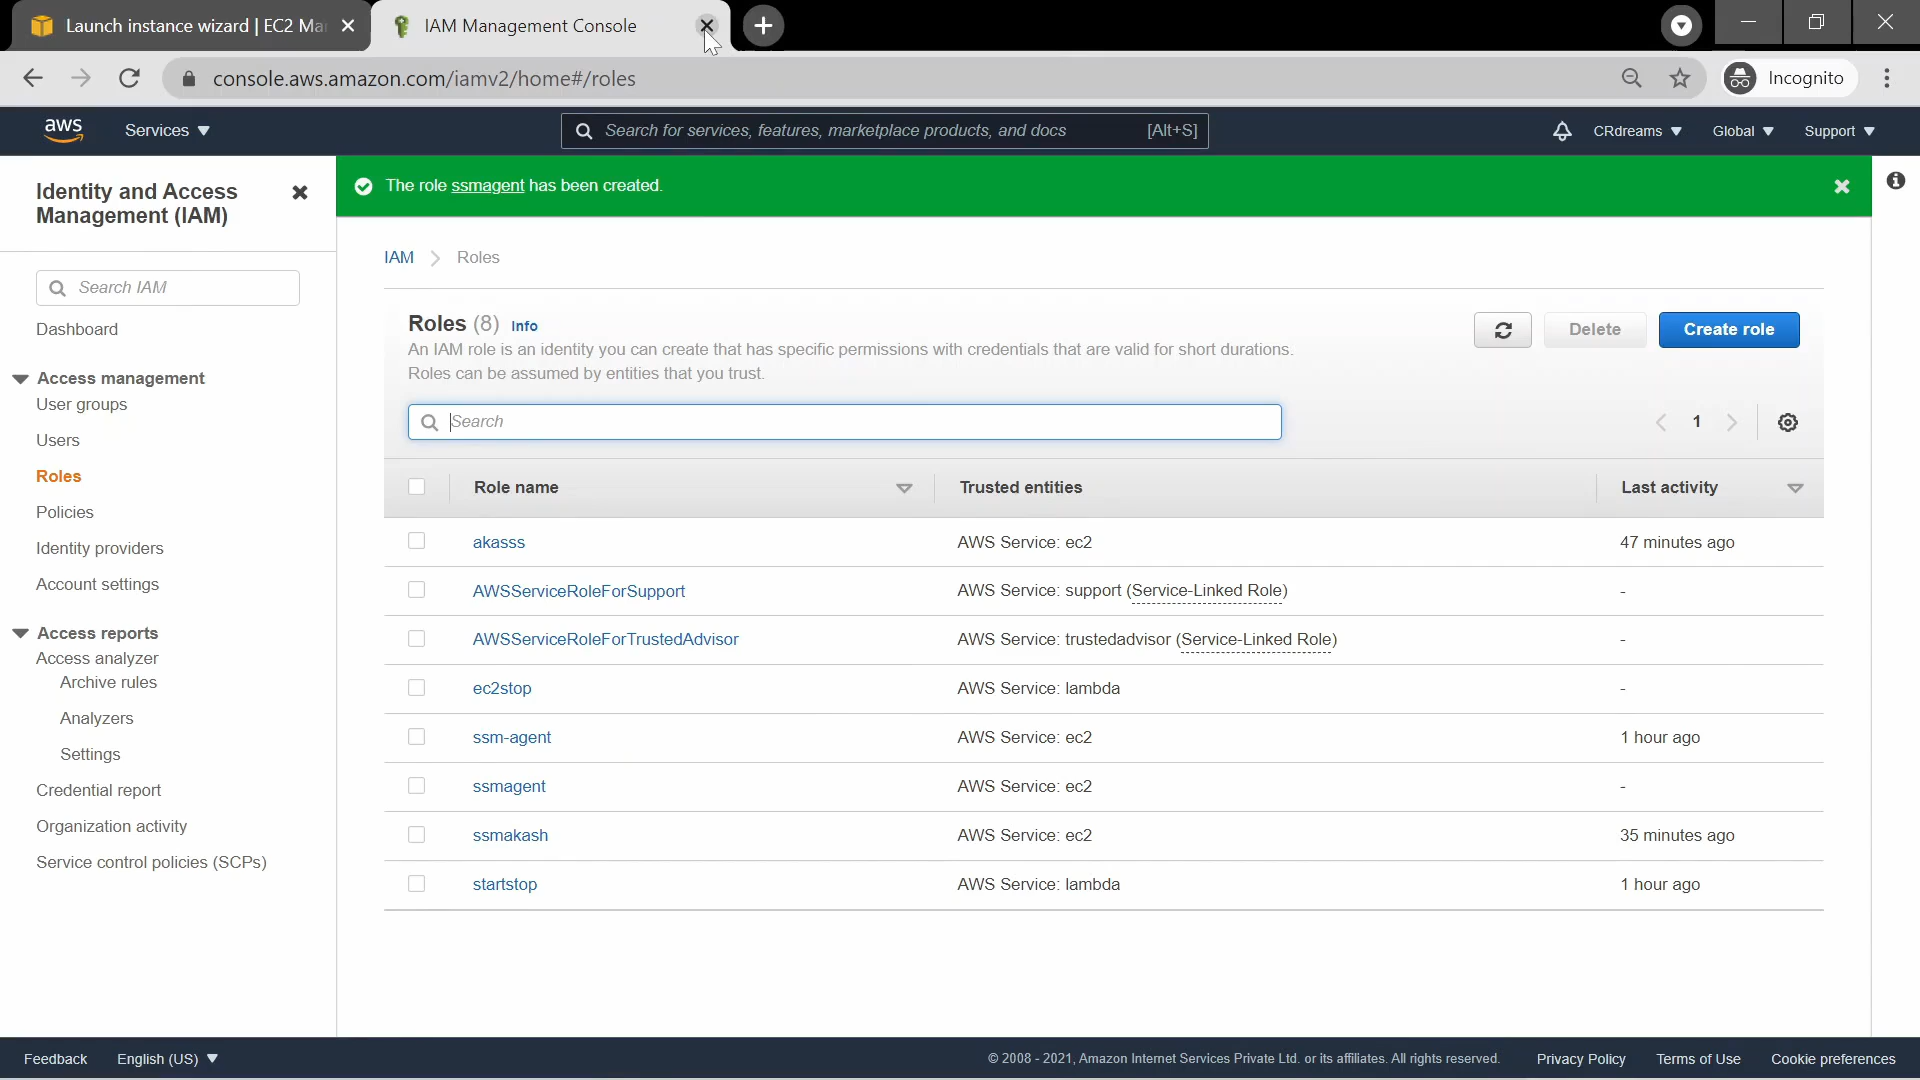 Launch instance wizard | EC2 Ma
IAM Management Console
console.aws.amazon.com/iamv2/home#/roles
Incognito
aws
Services
Search for services, features, marketplace products, and docs [Alt+S]
CRdreams
Global
Support
Identity and Access
Management (IAM)
The role ssmagent has been created.
Search IAM
Dashboard
Access management
User groups
Users
Roles
Policies
Identity providers
Account settings
Access reports
Access analyzer
Archive rules
Analyzers
Settings
Credential report
Organization activity
Service control policies (SCPs)
IAM > Roles
Roles (8) Info
An IAM role is an identity you can create that has specific permissions with credentials that are valid for short durations.
Roles can be assumed by entities that you trust.
Delete
Create role
Search
1
Role name Trusted entities Last activity
akasss AWS Service: ec2 47 minutes ago
AWSServiceRoleForSupport AWS Service: support (Service-Linked Role) -
AWSServiceRoleForTrustedAdvisor AWS Service: trustedadvisor (Service-Linked Role) -
ec2stop AWS Service: lambda -
ssm-agent AWS Service: ec2 1 hour ago
ssmagent AWS Service: ec2 -
ssmakash AWS Service: ec2 35 minutes ago
startstop AWS Service: lambda 1 hour ago
Feedback English (US) © 2008 - 2021, Amazon Internet Services Private Ltd. or its affiliates. All rights reserved. Privacy Policy Terms of Use Cookie preferences